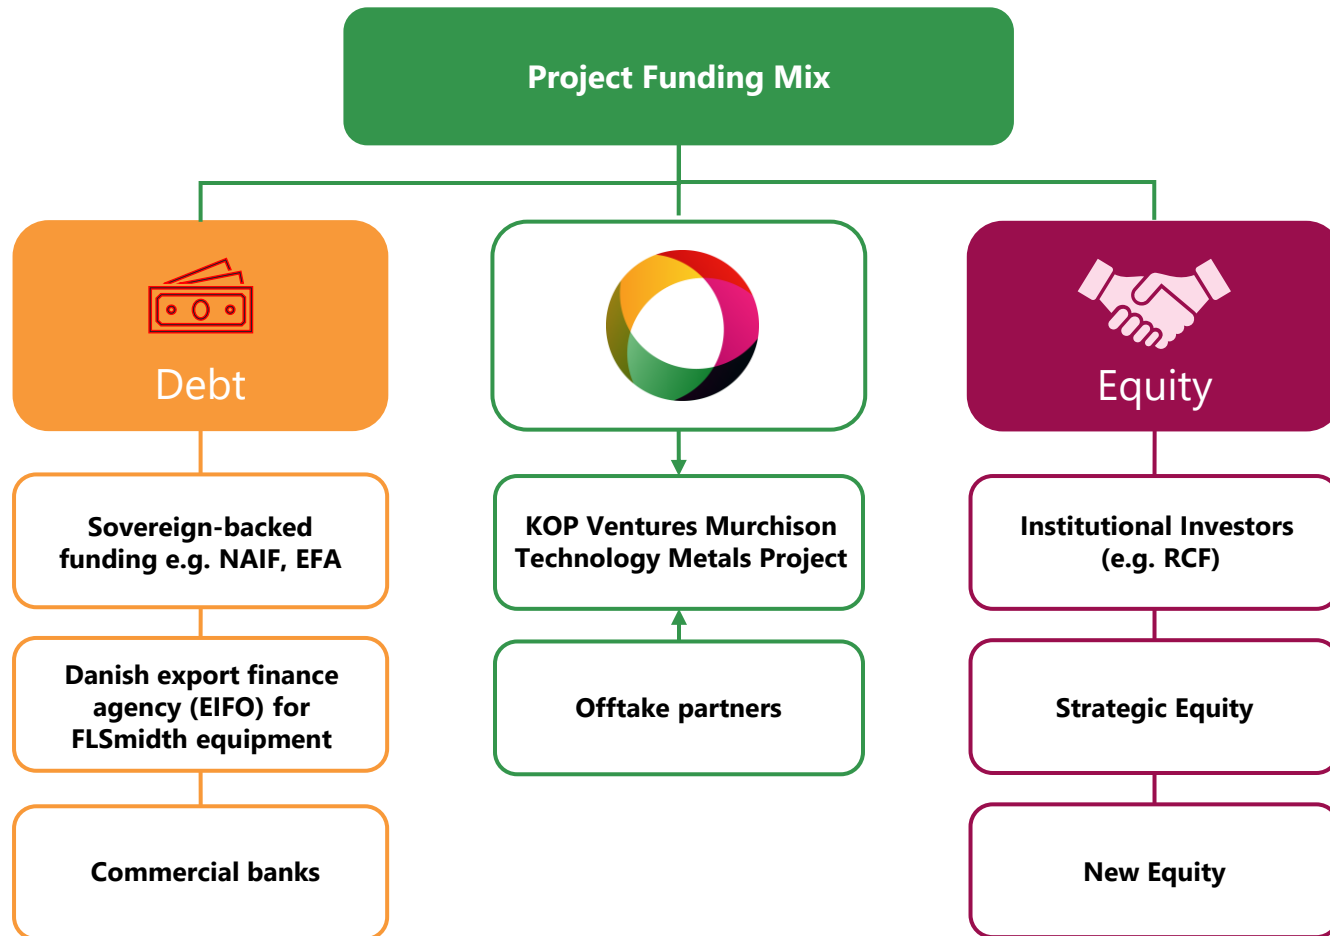 Project Funding Mix
Debt
Equity
Sovereign-backed
funding e.g. NAIF, EFA
KOP Ventures Murchison
Technology Metals Project
Institutional Investors
(e.g. RCF)
Danish export finance
agency (EIFO) for
FLSmidth equipment
Offtake partners
Strategic Equity
Commercial banks
New Equity